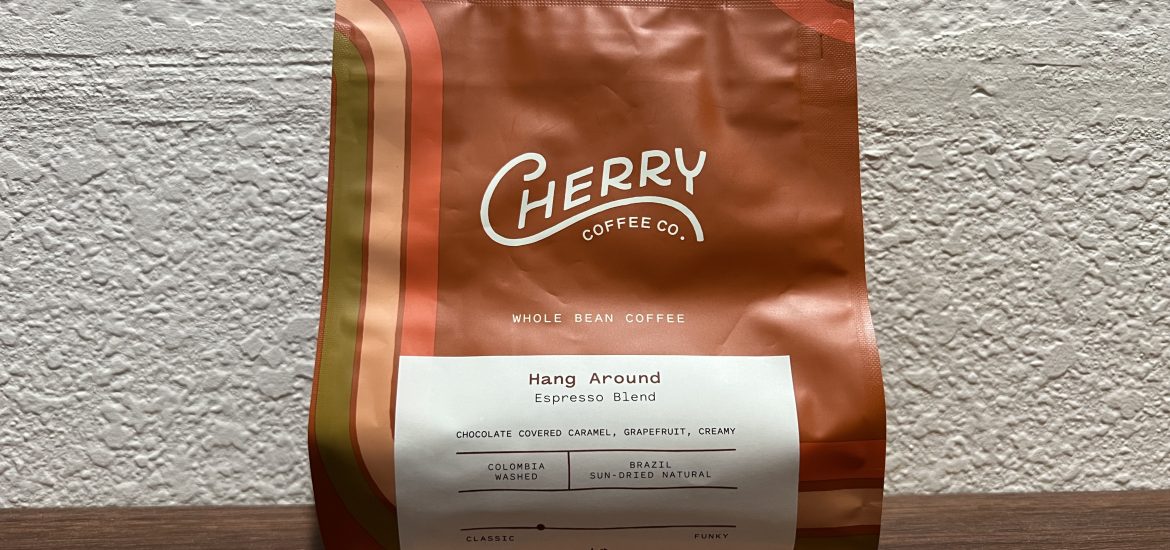 CHERRY
COFFEE CO.
WHOLE BEAN COFFEE
Hang Around
Espresso Blend
CHOCOLATE COVERED CARAMEL, GRAPEFRUIT, CREAMY
COLOMBIA
WASHED
BRAZIL
SUN-DRIED NATURAL
CLASSIC
FUNKY